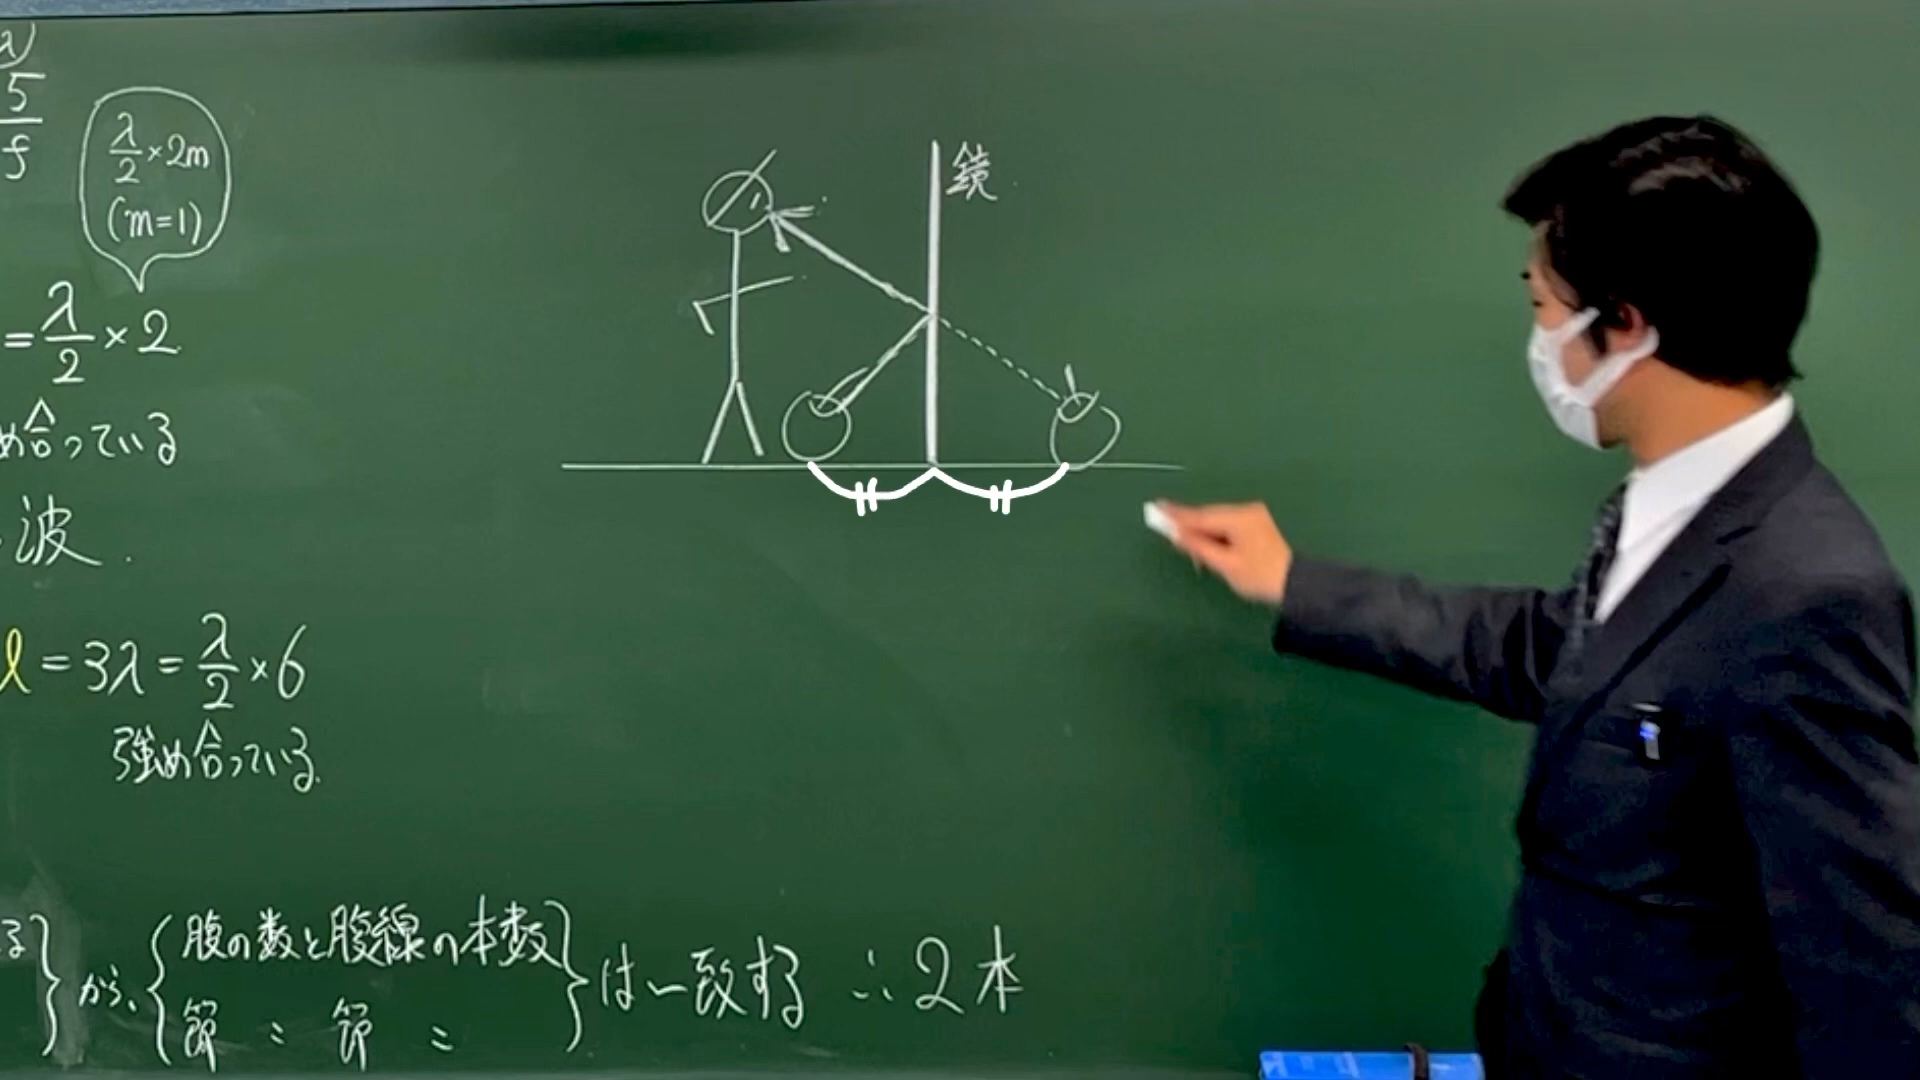 5/f
λ/2×2m
(m=1)
=λ/2×2
め合っている
波.
l=3λ=λ/2×6
強め合っている.
鏡
る}から、{腹の数と腹線の本数
節 〃 節 〃}は一致する ∴2本